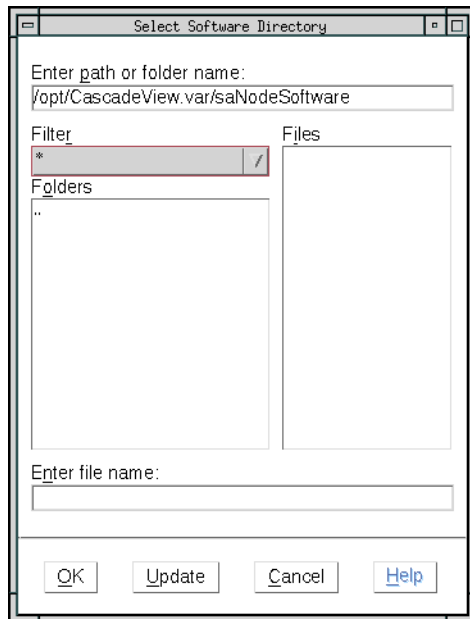 Select Software Directory
Enter path or folder name:
/opt/CascadeView.var/saNodeSoftware
Filter
Files
*
Folders
..
Enter file name:
OK
Update
Cancel
Help